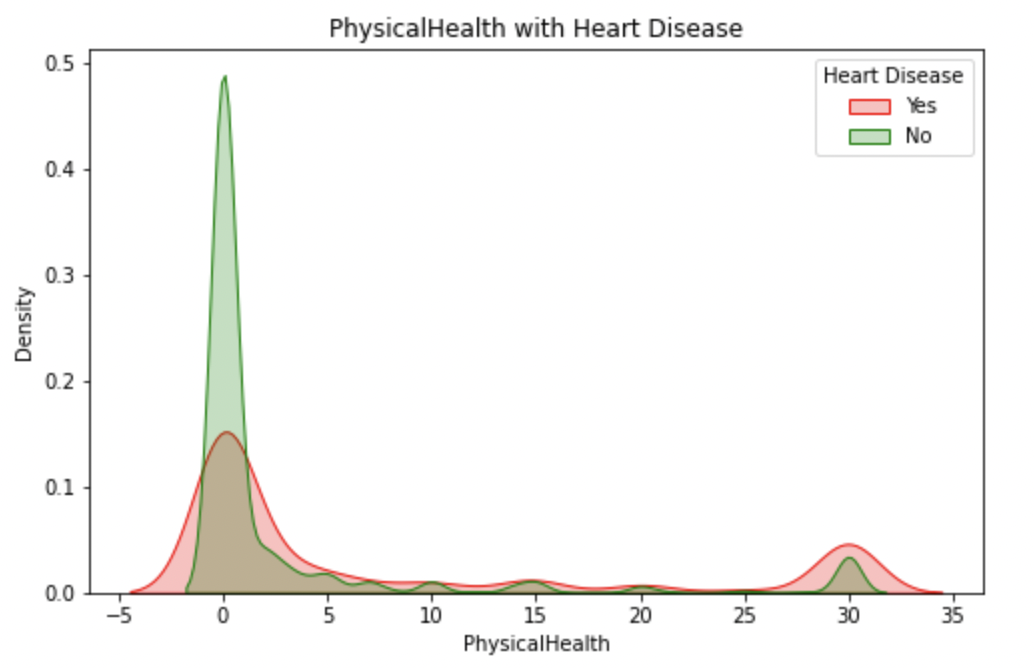 PhysicalHealth with Heart Disease
Heart Disease
Yes
No
Density
0.5
0.4
0.3
0.2
0.1
0.0
−5 0 5 10 15 20 25 30 35
PhysicalHealth